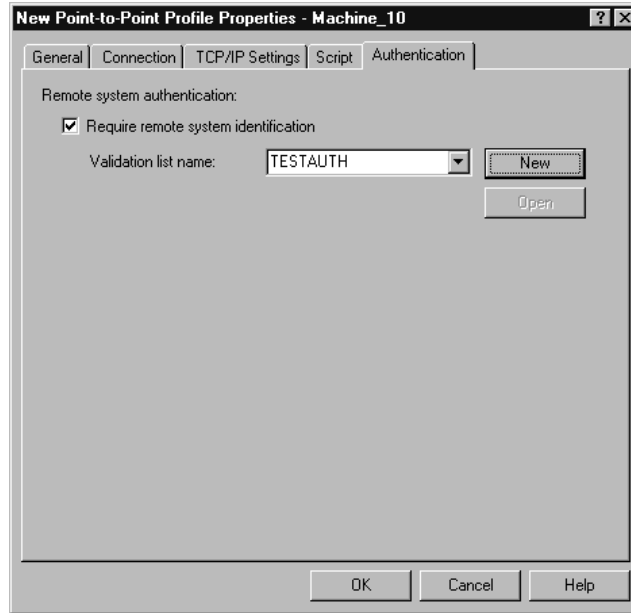 New Point-to-Point Profile Properties - Machine_10
General Connection TCP/IP Settings Script Authentication
Remote system authentication:
Require remote system identification
Validation list name: TESTAUTH New
Open
OK Cancel Help